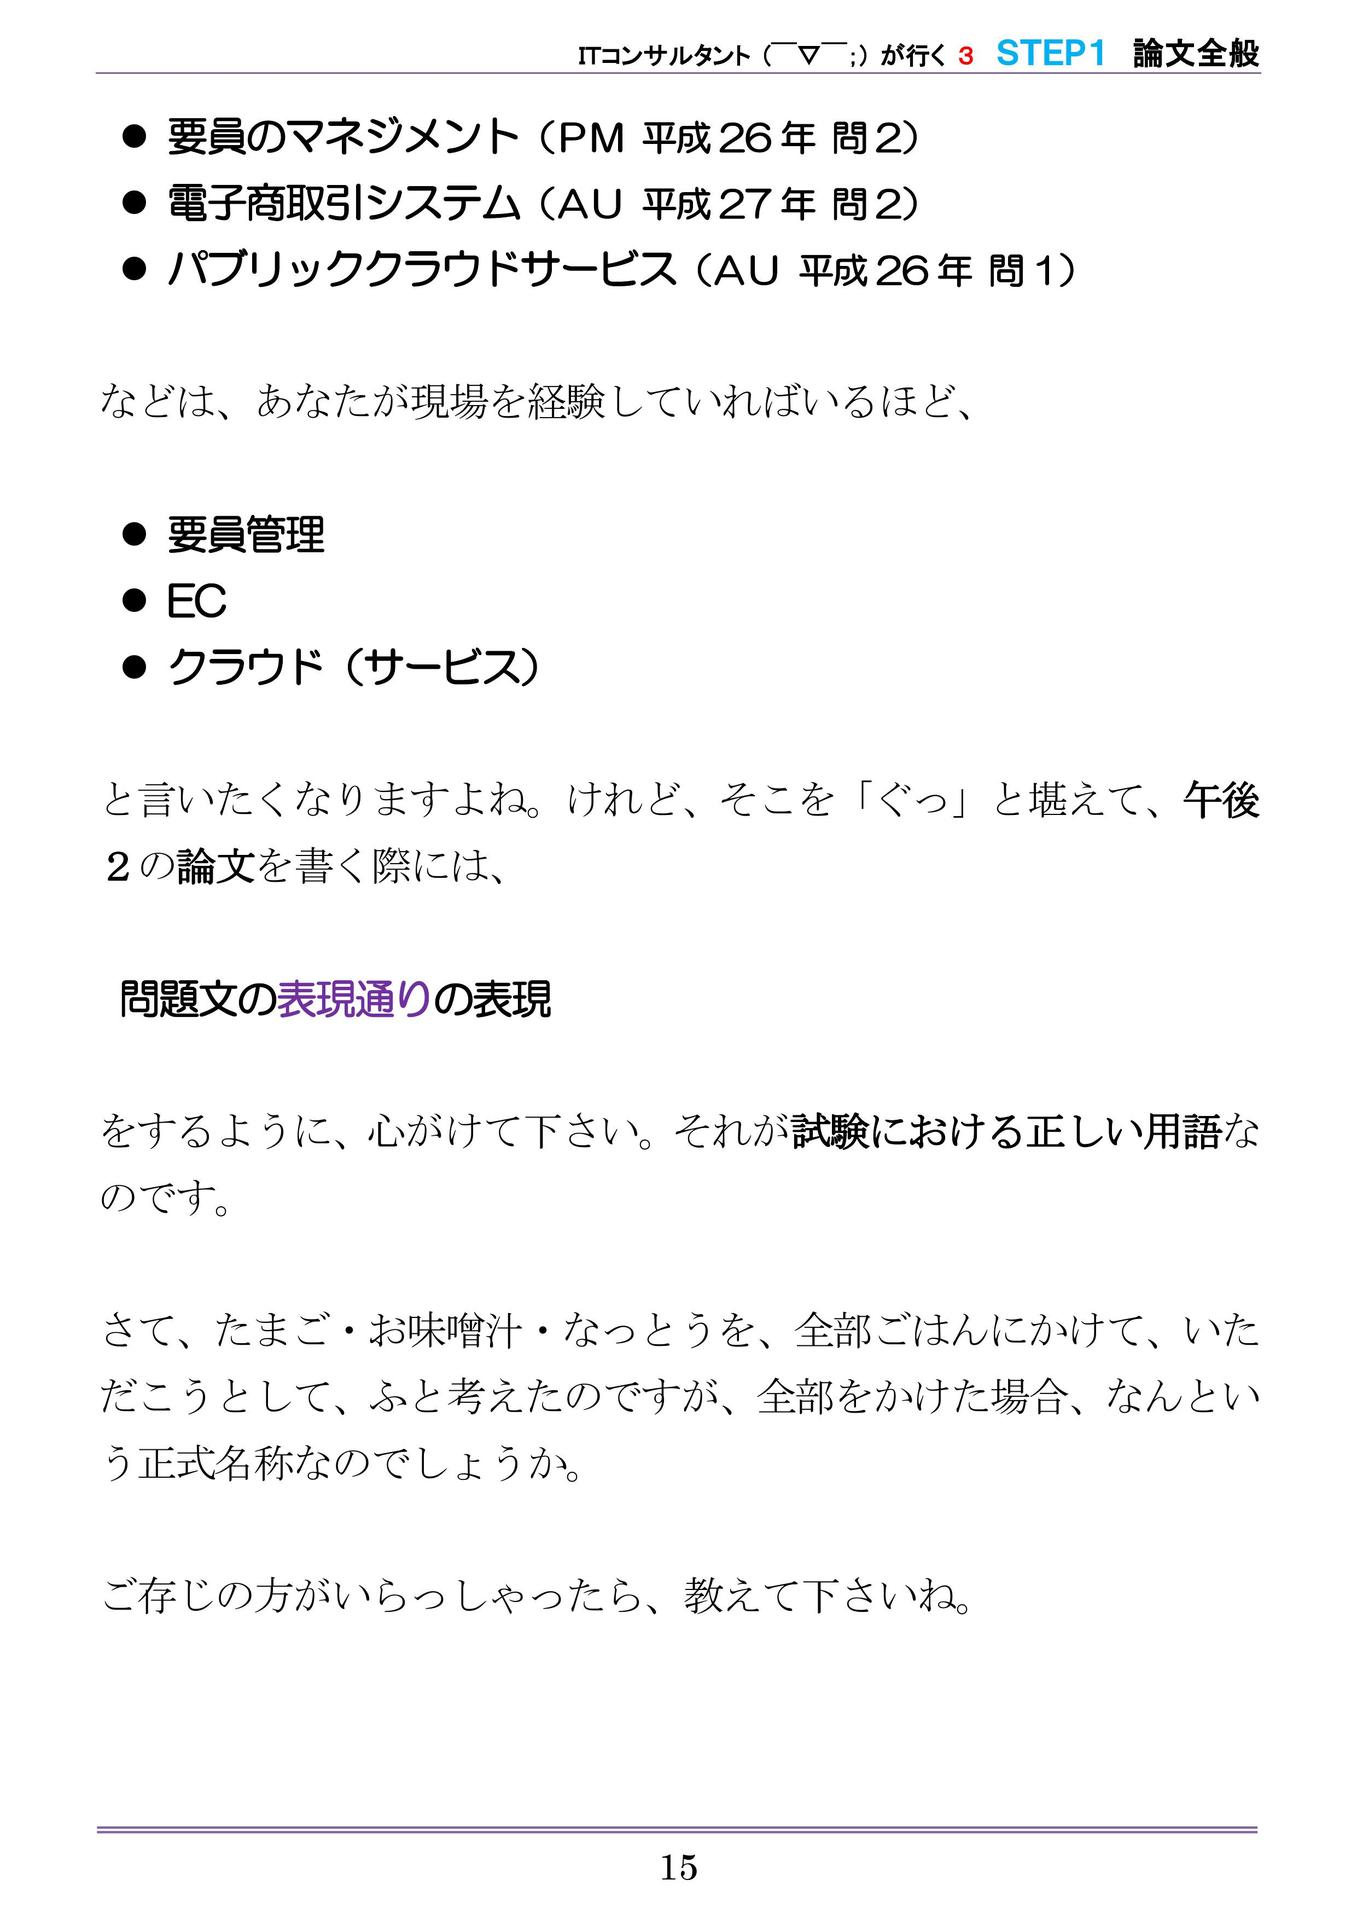 ITコンサルタント（￣▽￣；）が行く 3 STEP1 論文全般
● 要員のマネジメント（ＰＭ 平成 26 年 問 2）
● 電子商取引システム（ＡＵ 平成 27 年 問 2）
● パブリッククラウドサービス（ＡＵ 平成 26 年 問 1）
などは、あなたが現場を経験していればいるほど、
● 要員管理
● EC
● クラウド（サービス）
と言いたくなりますよね。けれど、そこを「ぐっ」と堪えて、午後
２の論文を書く際には、
問題文の表現通りの表現
をするように、心がけて下さい。それが試験における正しい用語な
のです。
さて、たまご・お味噌汁・なっとうを、全部ごはんにかけて、いた
だこうとして、ふと考えたのですが、全部をかけた場合、なんとい
う正式名称なのでしょうか。
ご存じの方がいらっしゃったら、教えて下さいね。
15